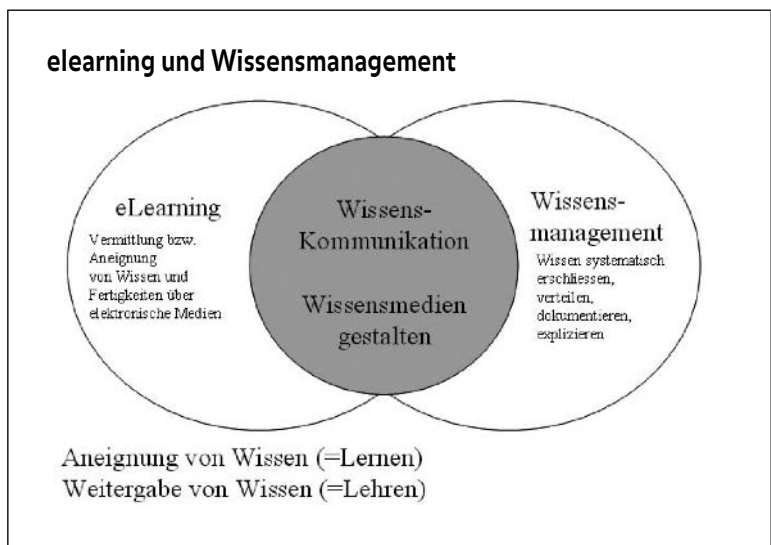 elearning und Wissensmanagement
eLearning
Vermittlung bzw.
Aneignung
von Wissen und
Fertigkeiten über
elektronische Medien
Wissens-
Kommunikation
Wissensmedien
gestalten
Wissens-
management
Wissen systematisch
erschliessen,
verteilen,
dokumentieren,
explizieren
Aneignung von Wissen (=Lernen)
Weitergabe von Wissen (=Lehren)